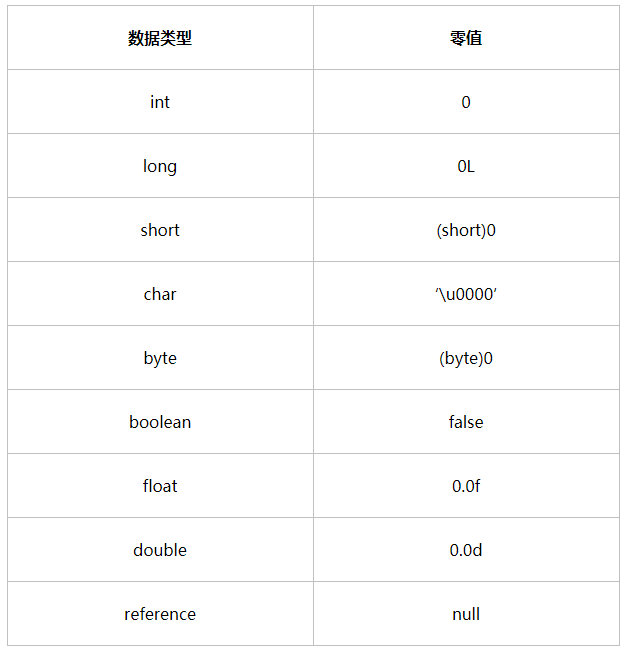 数据类型 零值
int 0
long 0L
short (short)0
char ‘\u0000’
byte (byte)0
boolean false
float 0.0f
double 0.0d
reference null